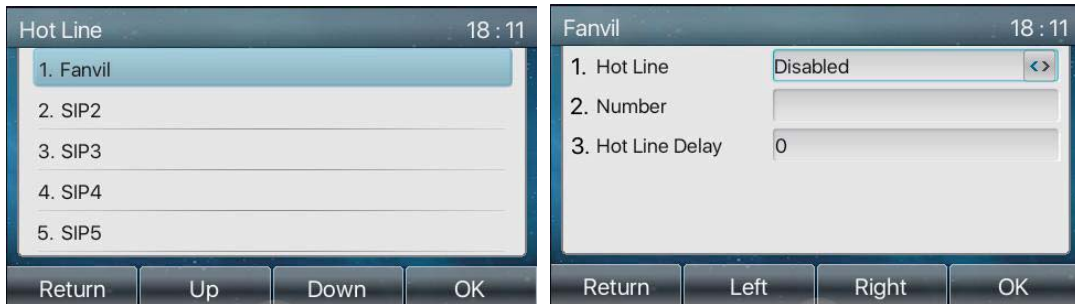 Hot Line 18 : 11
1. Fanvil
2. SIP2
3. SIP3
4. SIP4
5. SIP5
Return Up Down OK
Fanvil 18 : 11
1. Hot Line Disabled <>
2. Number
3. Hot Line Delay 0
Return Left Right OK